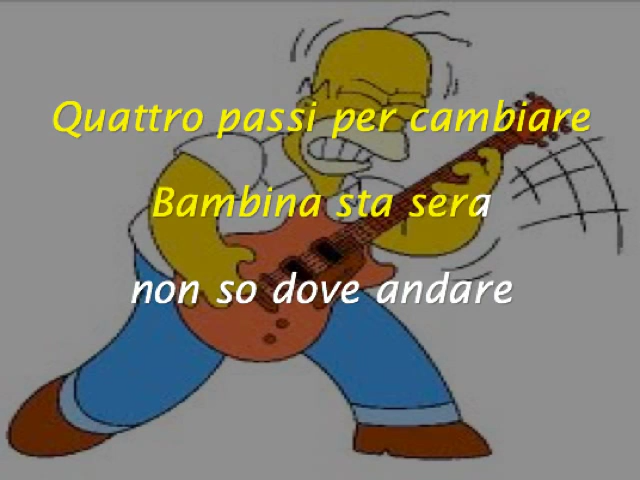 Quattro passi per cambiare
Bambina sta sera
non so dove andare